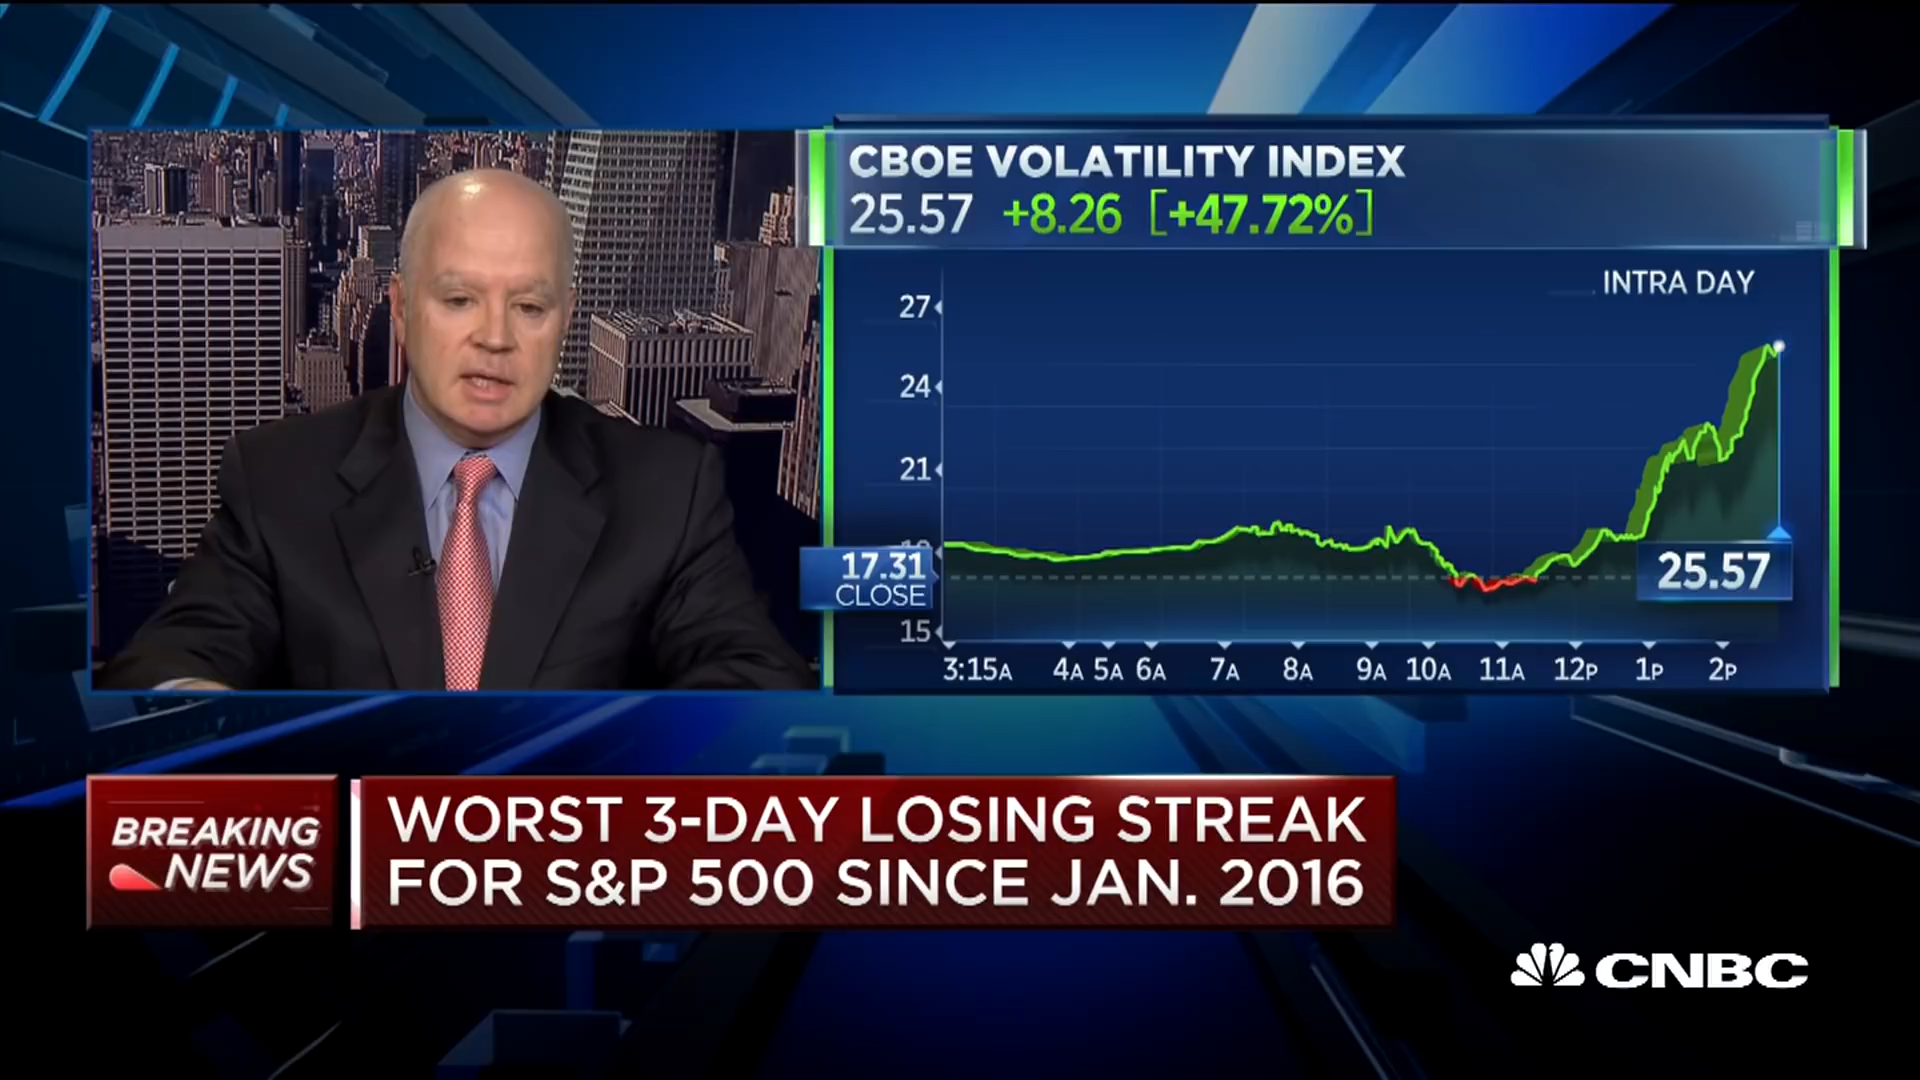 CBOE VOLATILITY INDEX
25.57 +8.26 [+47.72%]
INTRA DAY
27
24
21
17.31
CLOSE
15
25.57
3:15A 4A 5A 6A 7A 8A 9A 10A 11A 12P 1P 2P
BREAKING
NEWS
WORST 3-DAY LOSING STREAK
FOR S&P 500 SINCE JAN. 2016
CNBC